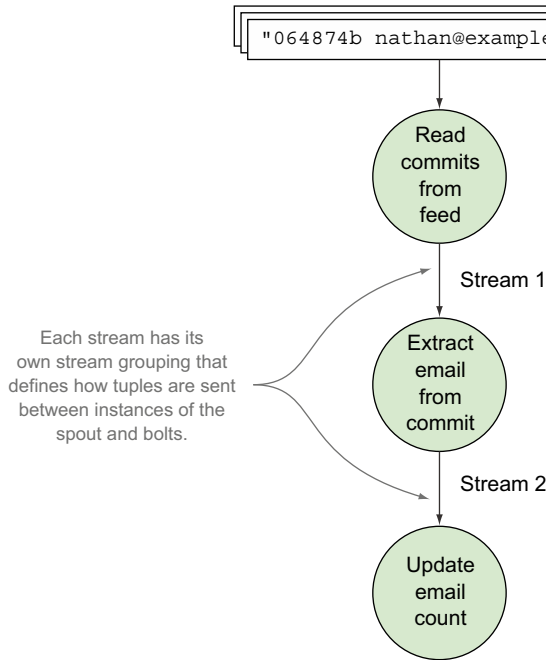 "064874b nathan@example
Read
commits
from
feed
Stream 1
Each stream has its
own stream grouping that
defines how tuples are sent
between instances of the
spout and bolts.
Extract
email
from
commit
Stream 2
Update
email
count